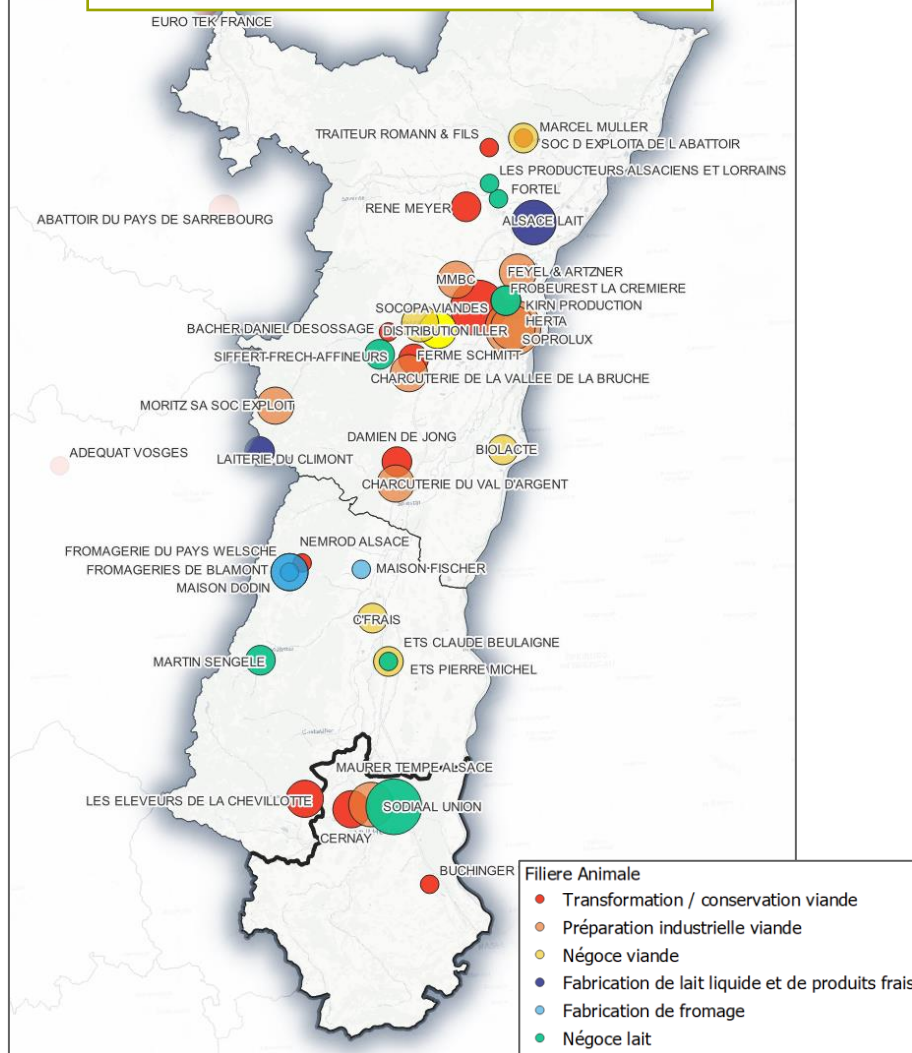 EURO TEK FRANCE
MARCEL MULLER
TRAITEUR ROMANN & FILS
SOC D EXPLOITA DE L ABATTOIR
LES PRODUCTEURS ALSACIENS ET LORRAINS
FORTEL
RENE MEYER
ABATTOIR DU PAYS DE SARREBOURG
ALSACE LAIT
MMBC
FEYEL & ARTZNER
FROBEUREST LA CREMIERE
SOCOPA VIANDES
KIRN PRODUCTION
HERTA
BACHER DANIEL DESOSSAGE
DISTRIBUTION ILLER
SOPROLUX
SIFFERT-FRECH-AFFINEURS
FERME SCHMITT
CHARCUTERIE DE LA VALLEE DE LA BRUCHE
MORITZ SA SOC EXPLOIT
DAMIEN DE JONG
BIOLACTE
ADEQUAT VOSGES
LAITERIE DU CLIMONT
CHARCUTERIE DU VAL D'ARGENT
NEMROD ALSACE
FROMAGERIE DU PAYS WELSCHE
FROMAGERIES DE BLAMONT
MAISON FISCHER
MAISON DODIN
C'FRAIS
ETS CLAUDE BEULAIGNE
MARTIN SENGELE
ETS PIERRE MICHEL
MAURER TEMPE ALSACE
LES ELEVEURS DE LA CHEVILLOTTE
SODIAAL UNION
CERNAY
BUCHINGER
Filiere Animale
Transformation / conservation viande
Préparation industrielle viande
Négoce viande
Fabrication de lait liquide et de produits frais
Fabrication de fromage
Négoce lait